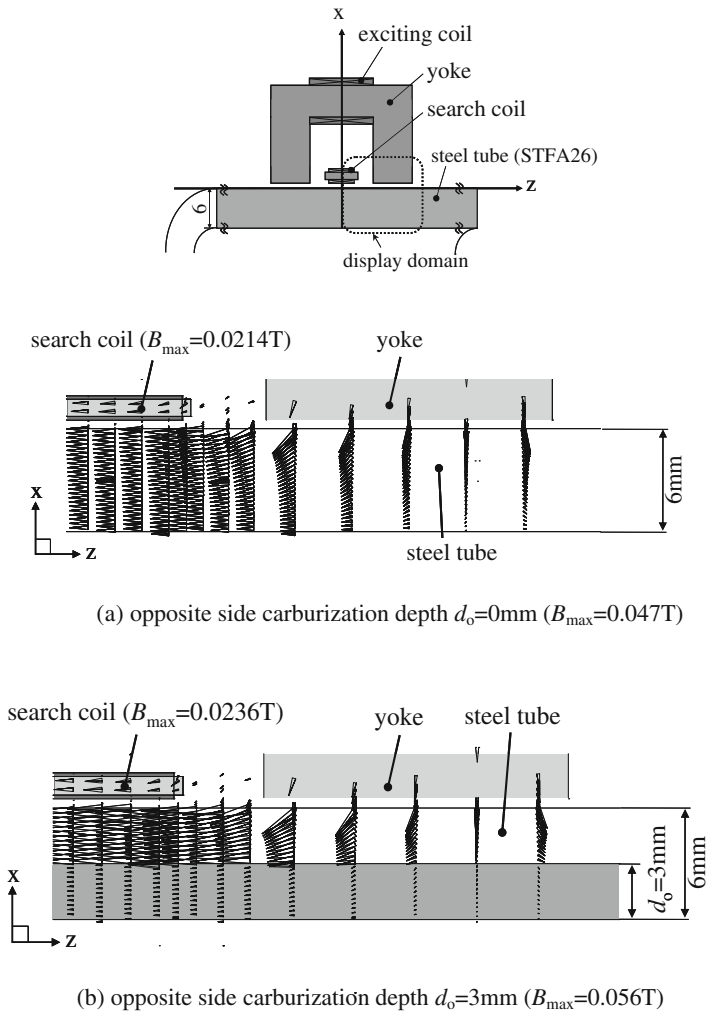 x
exciting coil
yoke
search coil
steel tube (STFA26)
z
6
display domain
search coil (Bmax=0.0214T)
yoke
x
z
6mm
steel tube
(a) opposite side carburization depth do=0mm (Bmax=0.047T)
search coil (Bmax=0.0236T)
yoke
steel tube
x
z
do=3mm
6mm
(b) opposite side carburization depth do=3mm (Bmax=0.056T)